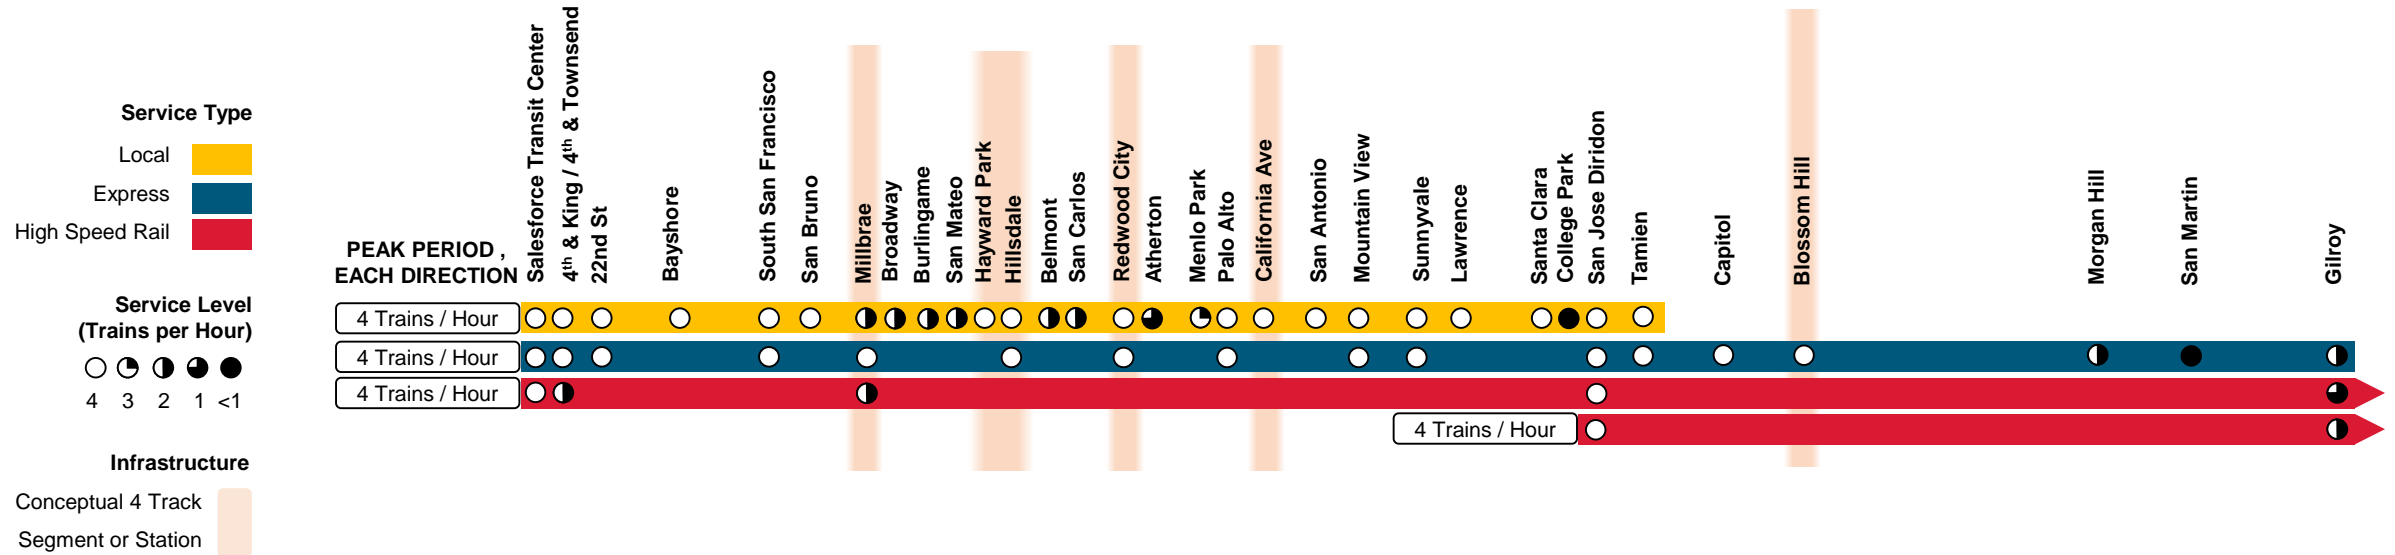 Service Type
Local
Express
High Speed Rail
Service Level
(Trains per Hour)
4 3 2 1 <1
Infrastructure
Conceptual 4 Track
Segment or Station
PEAK PERIOD ,
EACH DIRECTION
Salesforce Transit Center
4th & King / 4th & Townsend
22nd St
Bayshore
South San Francisco
San Bruno
Millbrae
Broadway
Burlingame
San Mateo
Hayward Park
Hillsdale
Belmont
San Carlos
Redwood City
Atherton
Menlo Park
Palo Alto
California Ave
San Antonio
Mountain View
Sunnyvale
Lawrence
Santa Clara
College Park
San Jose Diridon
Tamien
Capitol
Blossom Hill
Morgan Hill
San Martin
Gilroy
4 Trains / Hour
4 Trains / Hour
4 Trains / Hour
4 Trains / Hour